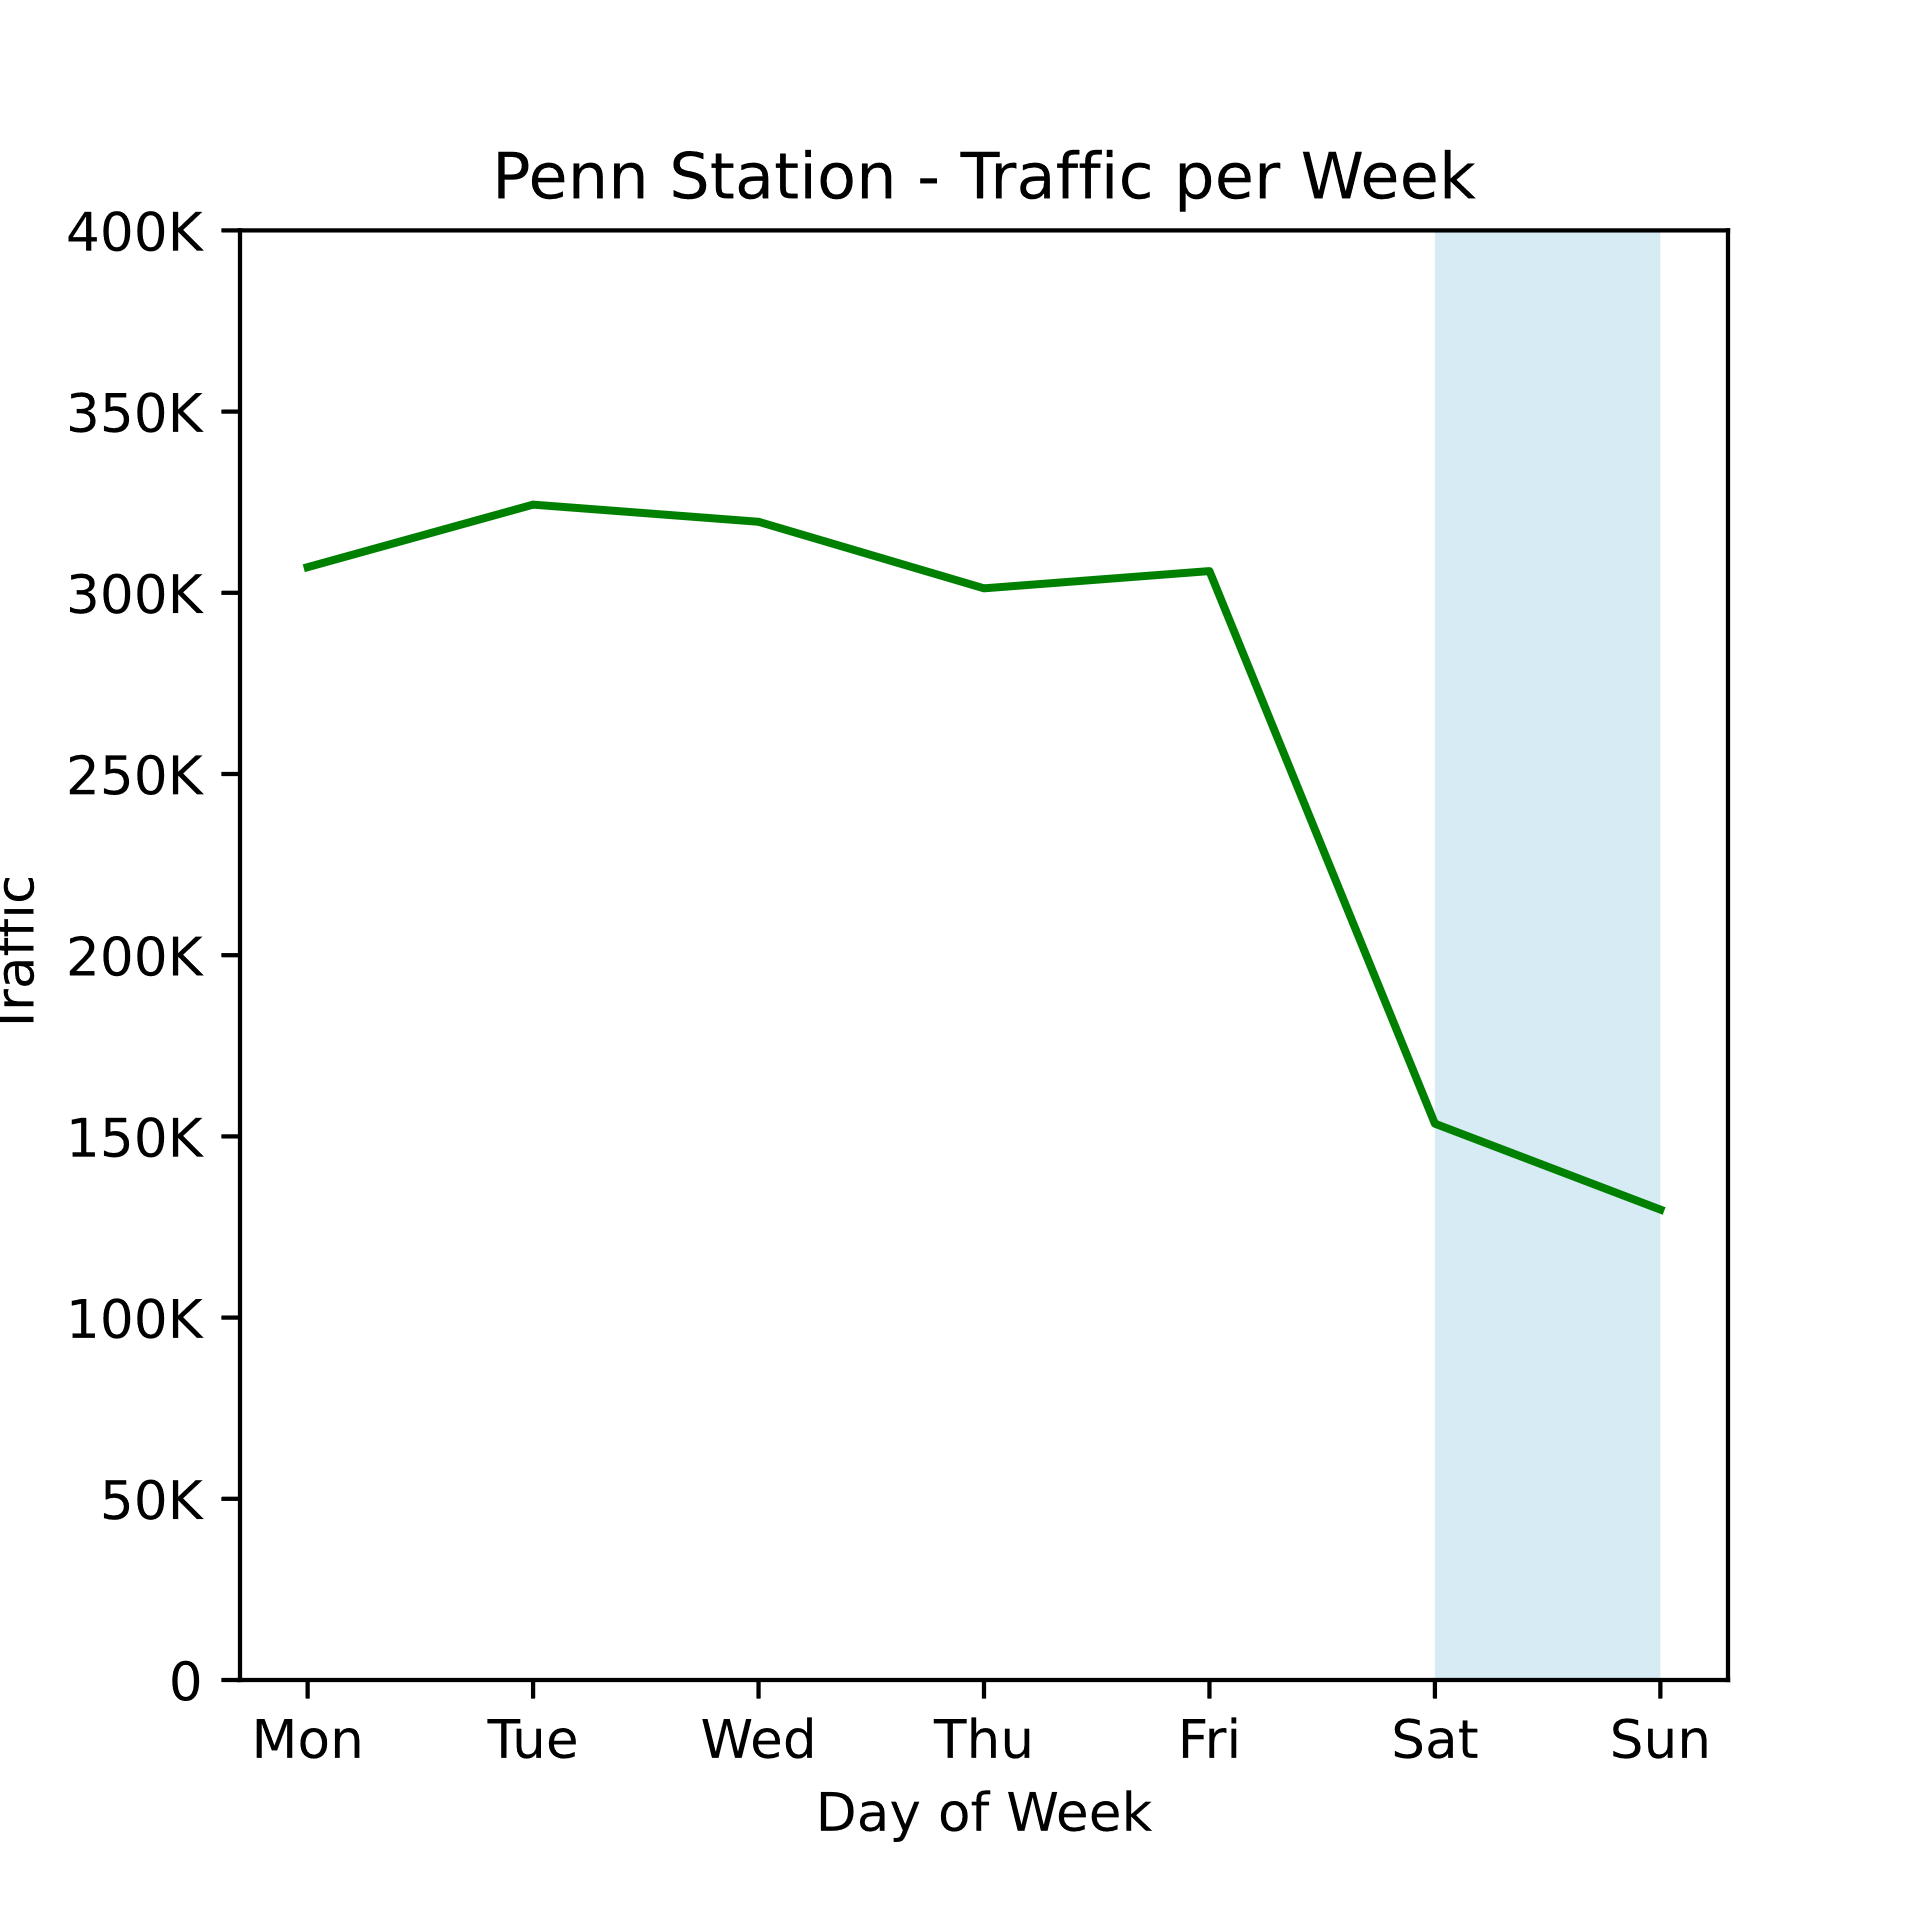 Penn Station - Traffic per Week
400K
350K
300K
250K
200K
150K
100K
50K
0
Traffic
Mon Tue Wed Thu Fri Sat Sun
Day of Week